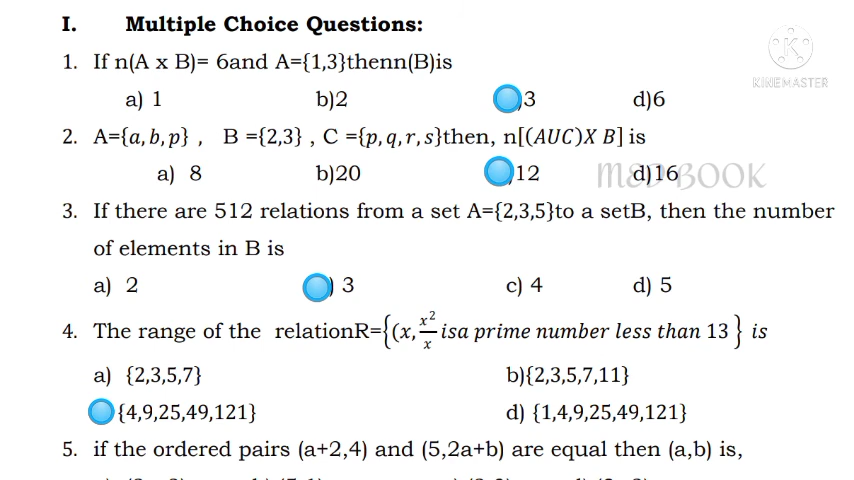 I. Multiple Choice Questions:
KINEMASTER
1. If n(A x B)= 6and A={1,3}thenn(B)is
a) 1 b)2 3 d)6
2. A={a,b,p} , B ={2,3} , C ={p,q,r,s}then, n[(AUC)X B] is
a) 8 b)20 12 d)16
MED BOOK
3. If there are 512 relations from a set A={2,3,5}to a setB, then the number
of elements in B is
a) 2 ) 3 c) 4 d) 5
4. The range of the relationR={(x,x²/x isa prime number less than 13} is
a) {2,3,5,7} b){2,3,5,7,11}
{4,9,25,49,121} d) {1,4,9,25,49,121}
5. if the ordered pairs (a+2,4) and (5,2a+b) are equal then (a,b) is,